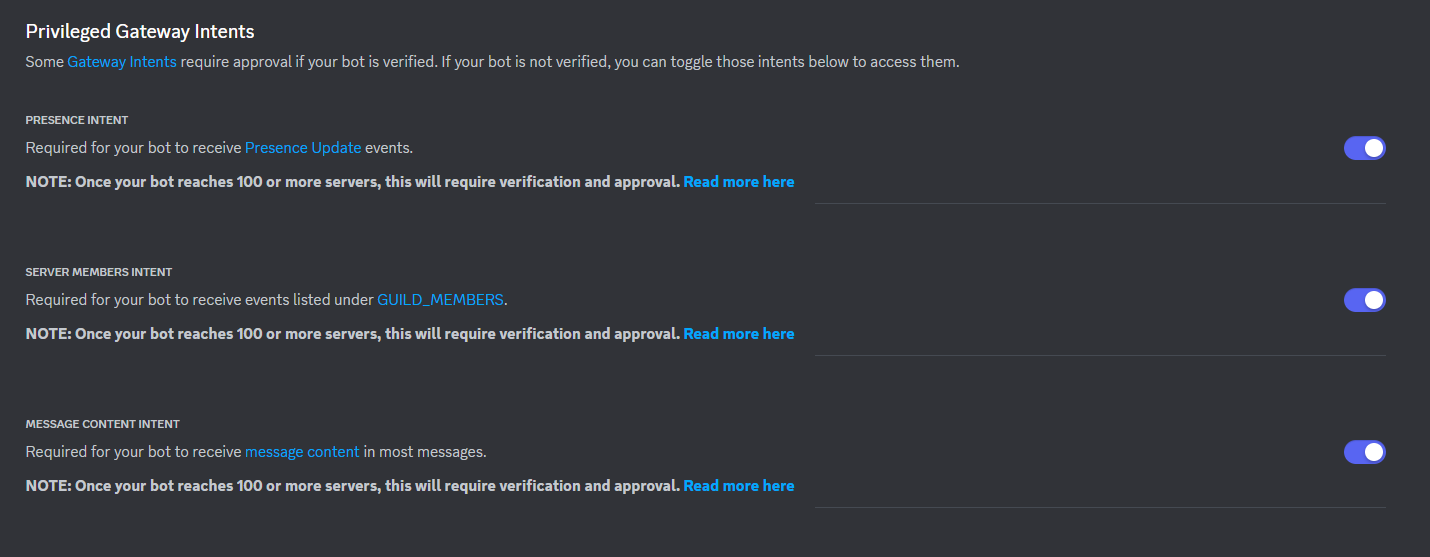 Privileged Gateway Intents
Some Gateway Intents require approval if your bot is verified. If your bot is not verified, you can toggle those intents below to access them.
PRESENCE INTENT
Required for your bot to receive Presence Update events.
NOTE: Once your bot reaches 100 or more servers, this will require verification and approval. Read more here
SERVER MEMBERS INTENT
Required for your bot to receive events listed under GUILD_MEMBERS.
NOTE: Once your bot reaches 100 or more servers, this will require verification and approval. Read more here
MESSAGE CONTENT INTENT
Required for your bot to receive message content in most messages.
NOTE: Once your bot reaches 100 or more servers, this will require verification and approval. Read more here